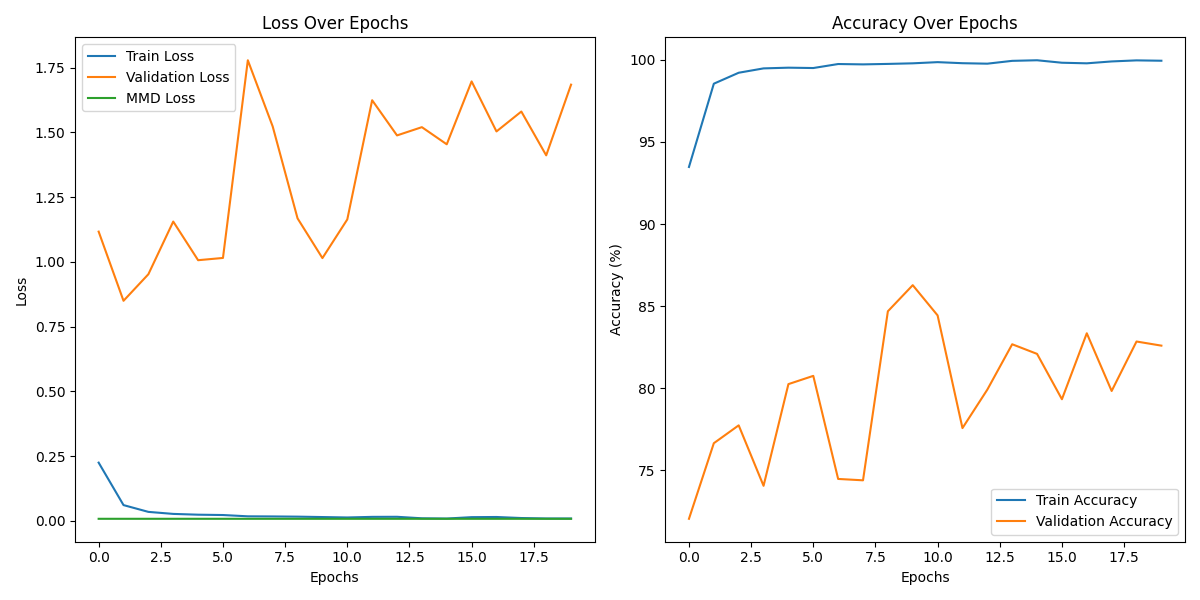 Loss Over Epochs
Train Loss
Validation Loss
MMD Loss
1.75
1.50
1.25
1.00
0.75
0.50
0.25
0.00
Loss
0.0 2.5 5.0 7.5 10.0 12.5 15.0 17.5
Epochs
Accuracy Over Epochs
100
95
90
85
80
75
Accuracy (%)
Train Accuracy
Validation Accuracy
0.0 2.5 5.0 7.5 10.0 12.5 15.0 17.5
Epochs